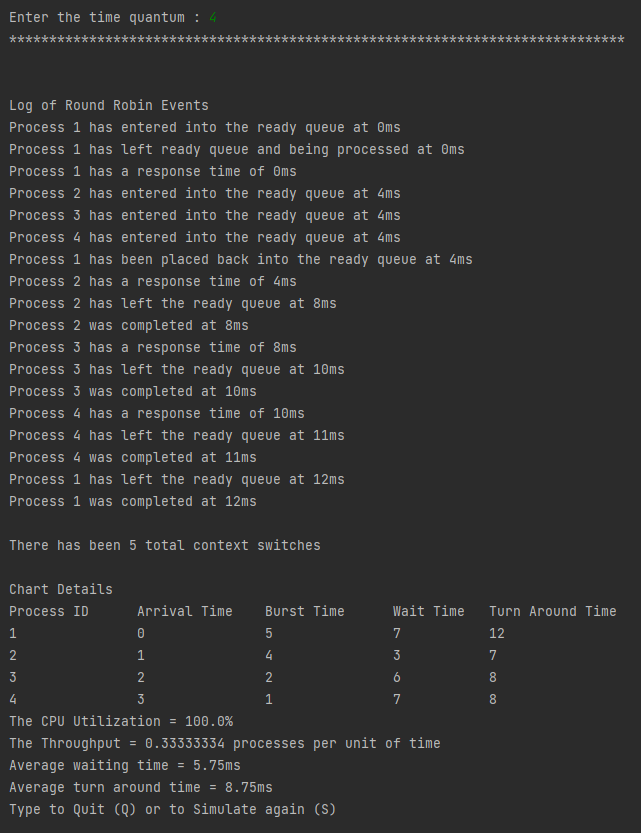 Enter the time quantum : 4
*****************************************************************************
Log of Round Robin Events
Process 1 has entered into the ready queue at 0ms
Process 1 has left ready queue and being processed at 0ms
Process 1 has a response time of 0ms
Process 2 has entered into the ready queue at 4ms
Process 3 has entered into the ready queue at 4ms
Process 4 has entered into the ready queue at 4ms
Process 1 has been placed back into the ready queue at 4ms
Process 2 has a response time of 4ms
Process 2 has left the ready queue at 8ms
Process 2 was completed at 8ms
Process 3 has a response time of 8ms
Process 3 has left the ready queue at 10ms
Process 3 was completed at 10ms
Process 4 has a response time of 10ms
Process 4 has left the ready queue at 11ms
Process 4 was completed at 11ms
Process 1 has left the ready queue at 12ms
Process 1 was completed at 12ms
There has been 5 total context switches
Chart Details
Process ID      Arrival Time    Burst Time      Wait Time   Turn Around Time
1               0               5               7           12
2               1               4               3           7
3               2               2               6           8
4               3               1               7           8
The CPU Utilization = 100.0%
The Throughput = 0.33333334 processes per unit of time
Average waiting time = 5.75ms
Average turn around time = 8.75ms
Type to Quit (Q) or to Simulate again (S)